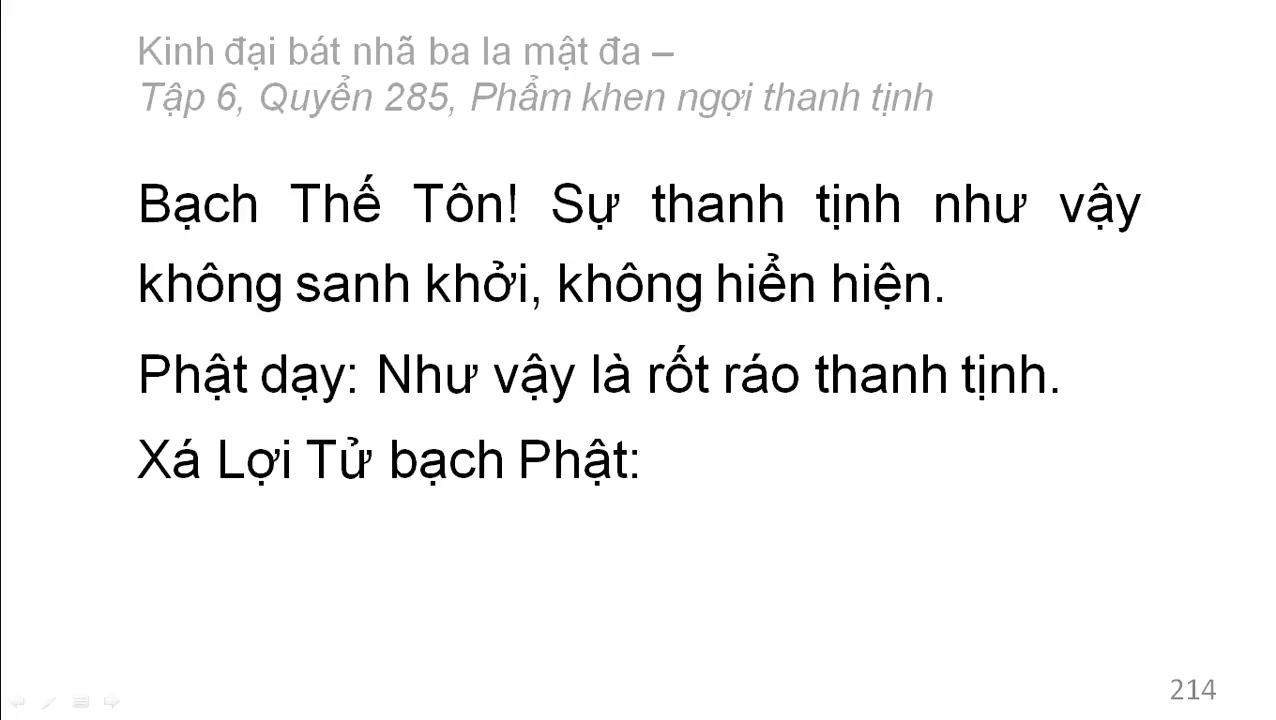 Kinh đại bát nhã ba la mật đa –
Tập 6, Quyển 285, Phẩm khen ngợi thanh tịnh
Bạch Thế Tôn! Sự thanh tịnh như vậy
không sanh khởi, không hiển hiện.
Phật dạy: Như vậy là rốt ráo thanh tịnh.
Xá Lợi Tử bạch Phật:
214